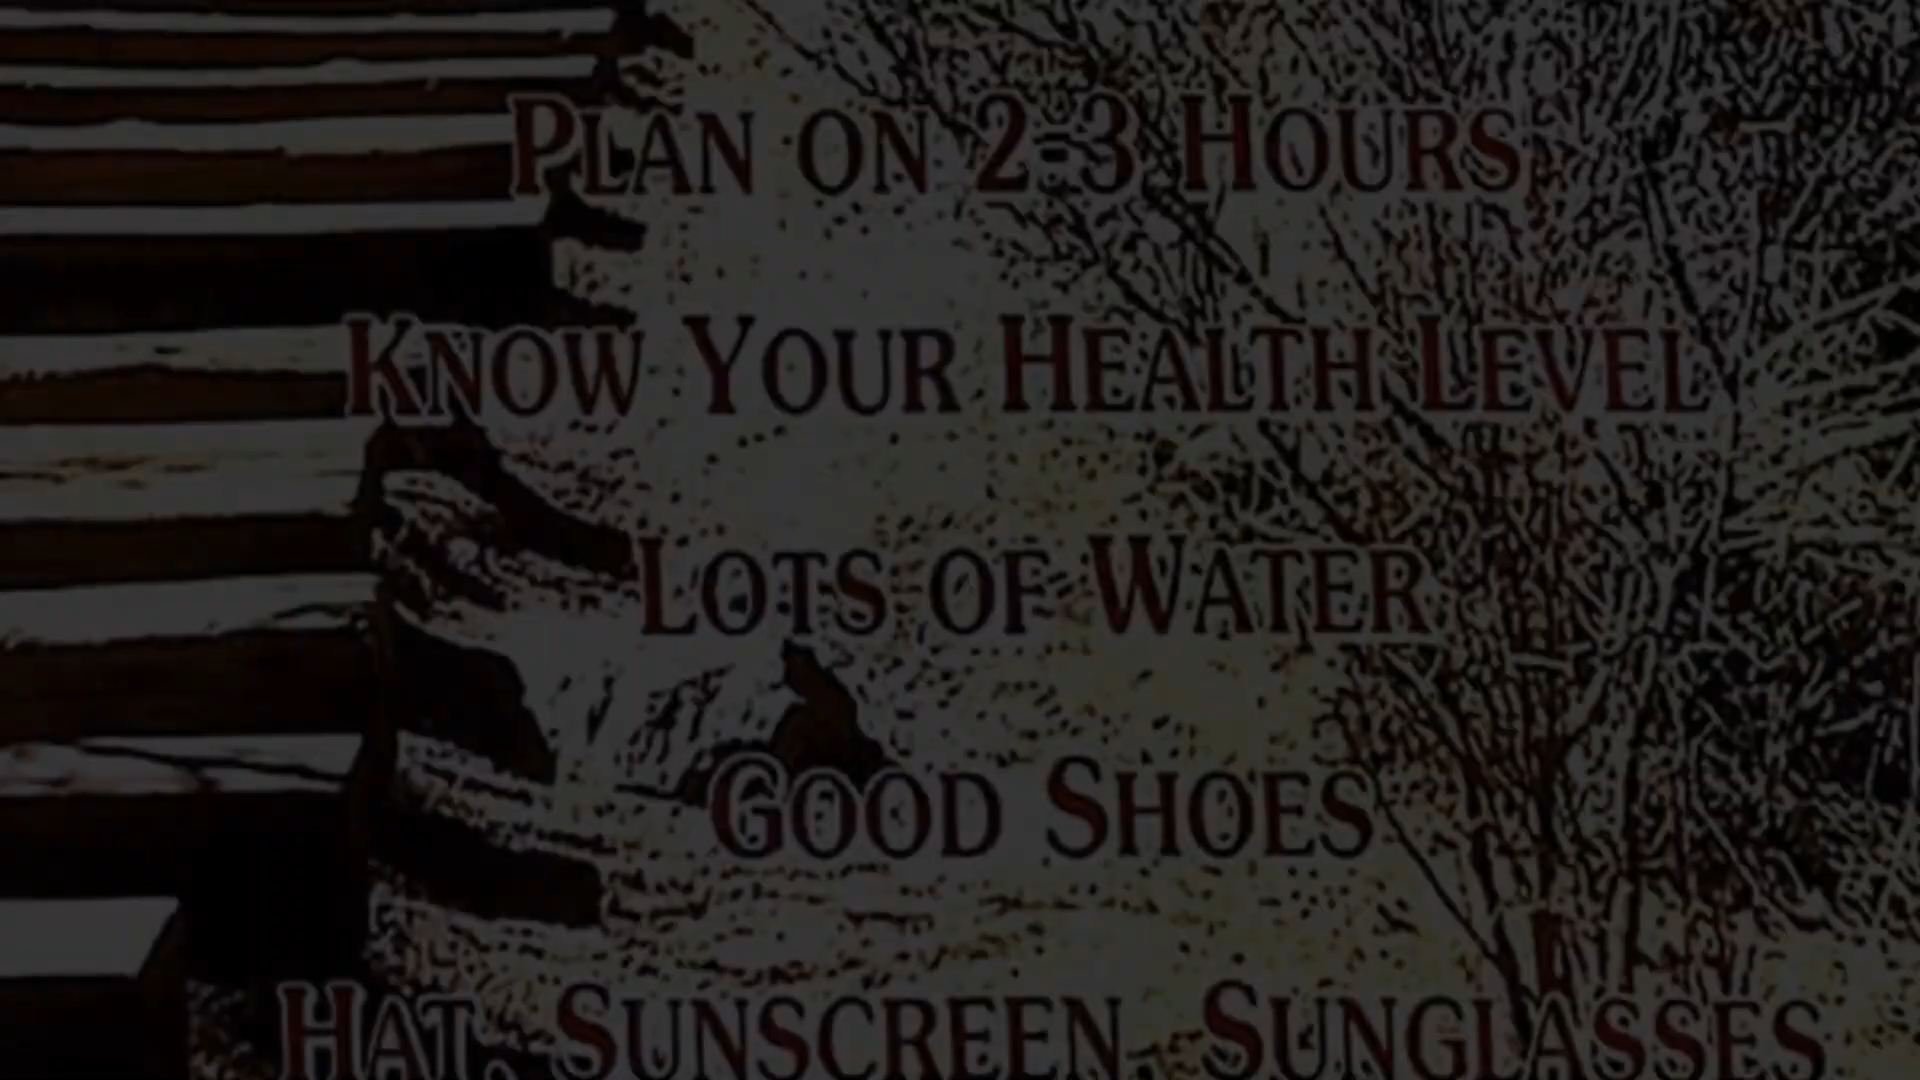 Plan on 2-3 Hours
Know Your Health Level
Lots of Water
Good Shoes
Hat, Sunscreen, Sunglasses